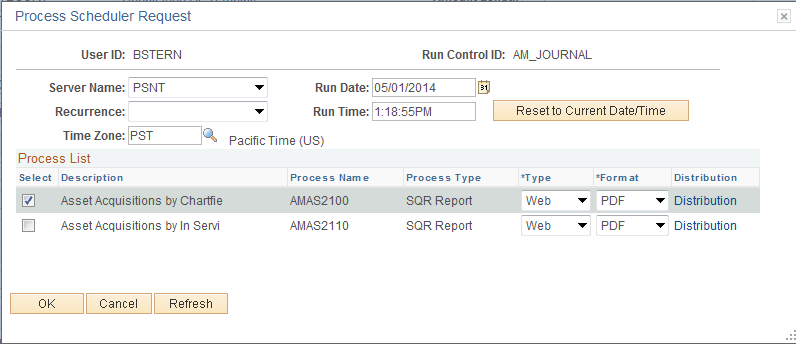 Process Scheduler Request
User ID: BSTERN Run Control ID: AM_JOURNAL
Server Name: PSNT Run Date: 05/01/2014 31
Recurrence: Run Time: 1:18:55PM Reset to Current Date/Time
Time Zone: PST Pacific Time (US)
Process List
Select Description Process Name Process Type *Type *Format Distribution
Asset Acquisitions by Chartfie AMAS2100 SQR Report Web PDF Distribution
Asset Acquisitions by In Servi AMAS2110 SQR Report Web PDF Distribution
OK Cancel Refresh